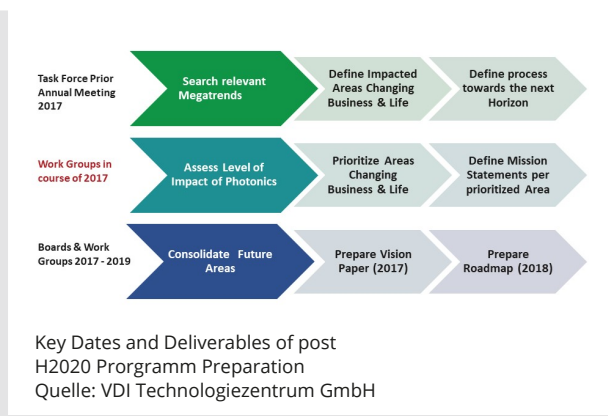 Task Force Prior
Annual Meeting
2017
Search relevant
Megatrends
Define Impacted
Areas Changing
Business & Life
Define process
towards the next
Horizon
Work Groups in
course of 2017
Assess Level of
Impact of Photonics
Prioritize Areas
Changing
Business & Life
Define Mission
Statements per
prioritized Area
Boards & Work
Groups 2017 - 2019
Consolidate Future
Areas
Prepare Vision
Paper (2017)
Prepare
Roadmap (2018)
Key Dates and Deliverables of post
H2020 Prorgramm Preparation
Quelle: VDI Technologiezentrum GmbH